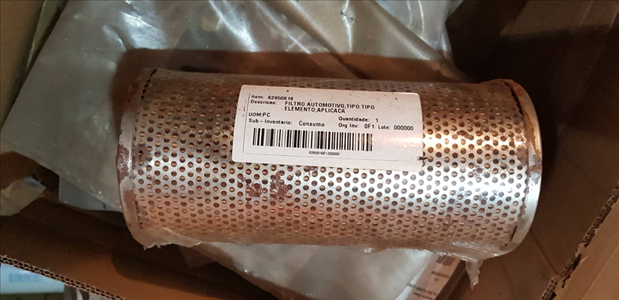 Item: 62950616
Descricao: FILTRO AUTOMOTIVO;TIPO TIPO
ELEMENTO;APLICACA
UOM:PC Quantidade: 1
Sub - Inventario: Consumo Org Inv: 0F1 Lote: 000000